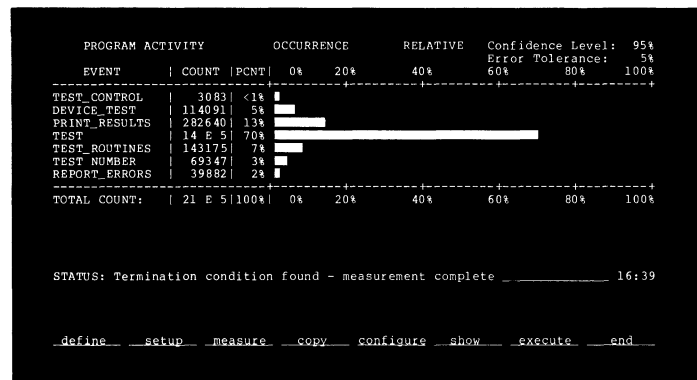 PROGRAM ACTIVITY OCCURRENCE RELATIVE Confidence Level: 95%
Error Tolerance: 5%
EVENT | COUNT |PCNT| 0% 20% 40% 60% 80% 100%
TEST_CONTROL | 3083| <1%
DEVICE_TEST | 114091| 5%
PRINT_RESULTS | 282640| 13%
TEST | 14 E 5| 70%
TEST_ROUTINES | 143175| 7%
TEST NUMBER | 69347| 3%
REPORT_ERRORS | 39882| 2%
TOTAL COUNT: | 21 E 5|100%| 0% 20% 40% 60% 80% 100%
STATUS: Termination condition found - measurement complete 16:39
define setup measure copy configure show execute end